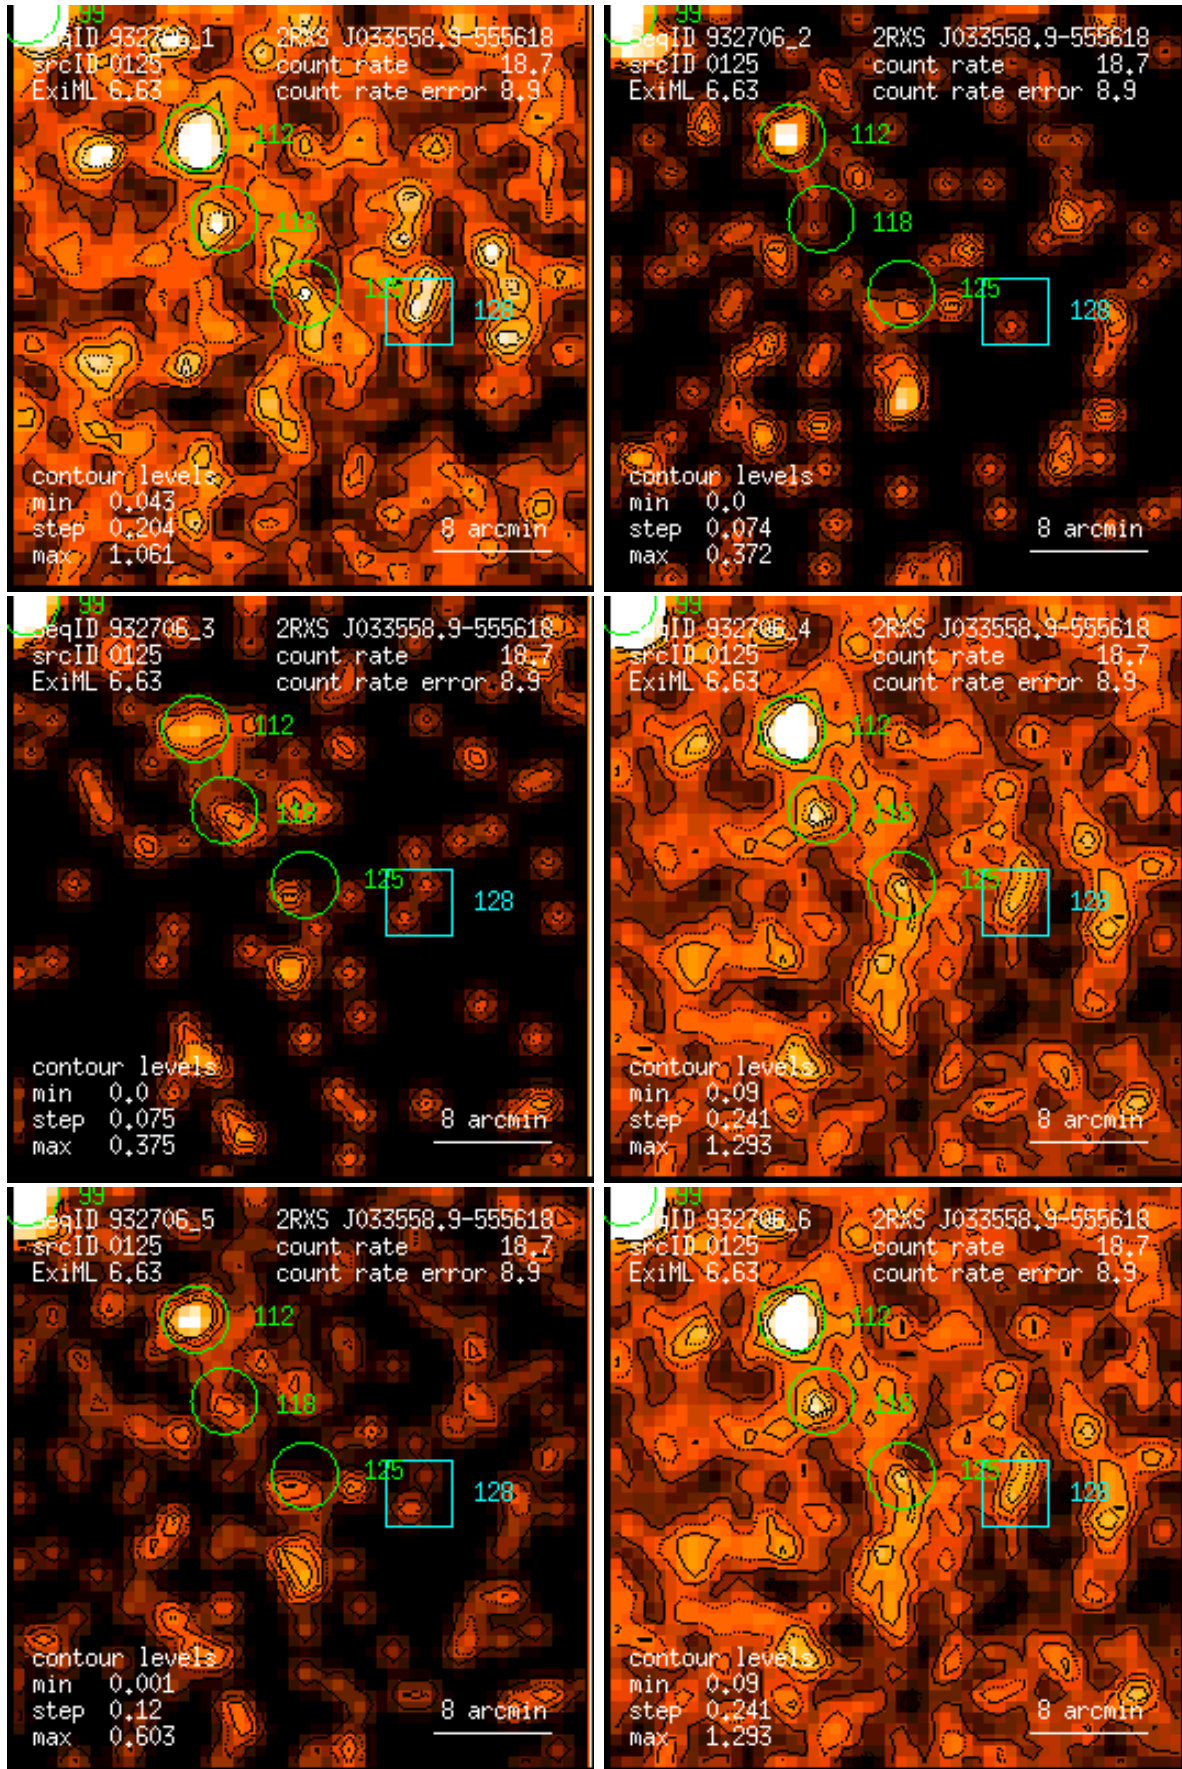 99
SeqID 932706_1 2RXS J033558.9-555618
srcID 0125 count rate 18.7
ExiML 6.63 count rate error 8.9
112
118
125
128
contour levels
min 0.043
step 0.204 8 arcmin
max 1.061
99
SeqID 932706_2 2RXS J033558.9-555618
srcID 0125 count rate 18.7
ExiML 6.63 count rate error 8.9
112
118
125
128
contour levels
min 0.0
step 0.074 8 arcmin
max 0.372
99
SeqID 932706_3 2RXS J033558.9-555618
srcID 0125 count rate 18.7
ExiML 6.63 count rate error 8.9
112
118
125
128
contour levels
min 0.0
step 0.075 8 arcmin
max 0.375
99
SeqID 932706_4 2RXS J033558.9-555618
srcID 0125 count rate 18.7
ExiML 6.63 count rate error 8.9
112
118
125
128
contour levels
min 0.09
step 0.241 8 arcmin
max 1.293
99
SeqID 932706_5 2RXS J033558.9-555618
srcID 0125 count rate 18.7
ExiML 6.63 count rate error 8.9
112
118
125
128
contour levels
min 0.001
step 0.12 8 arcmin
max 0.603
99
SeqID 932706_6 2RXS J033558.9-555618
srcID 0125 count rate 18.7
ExiML 6.63 count rate error 8.9
112
118
125
128
contour levels
min 0.09
step 0.241 8 arcmin
max 1.293